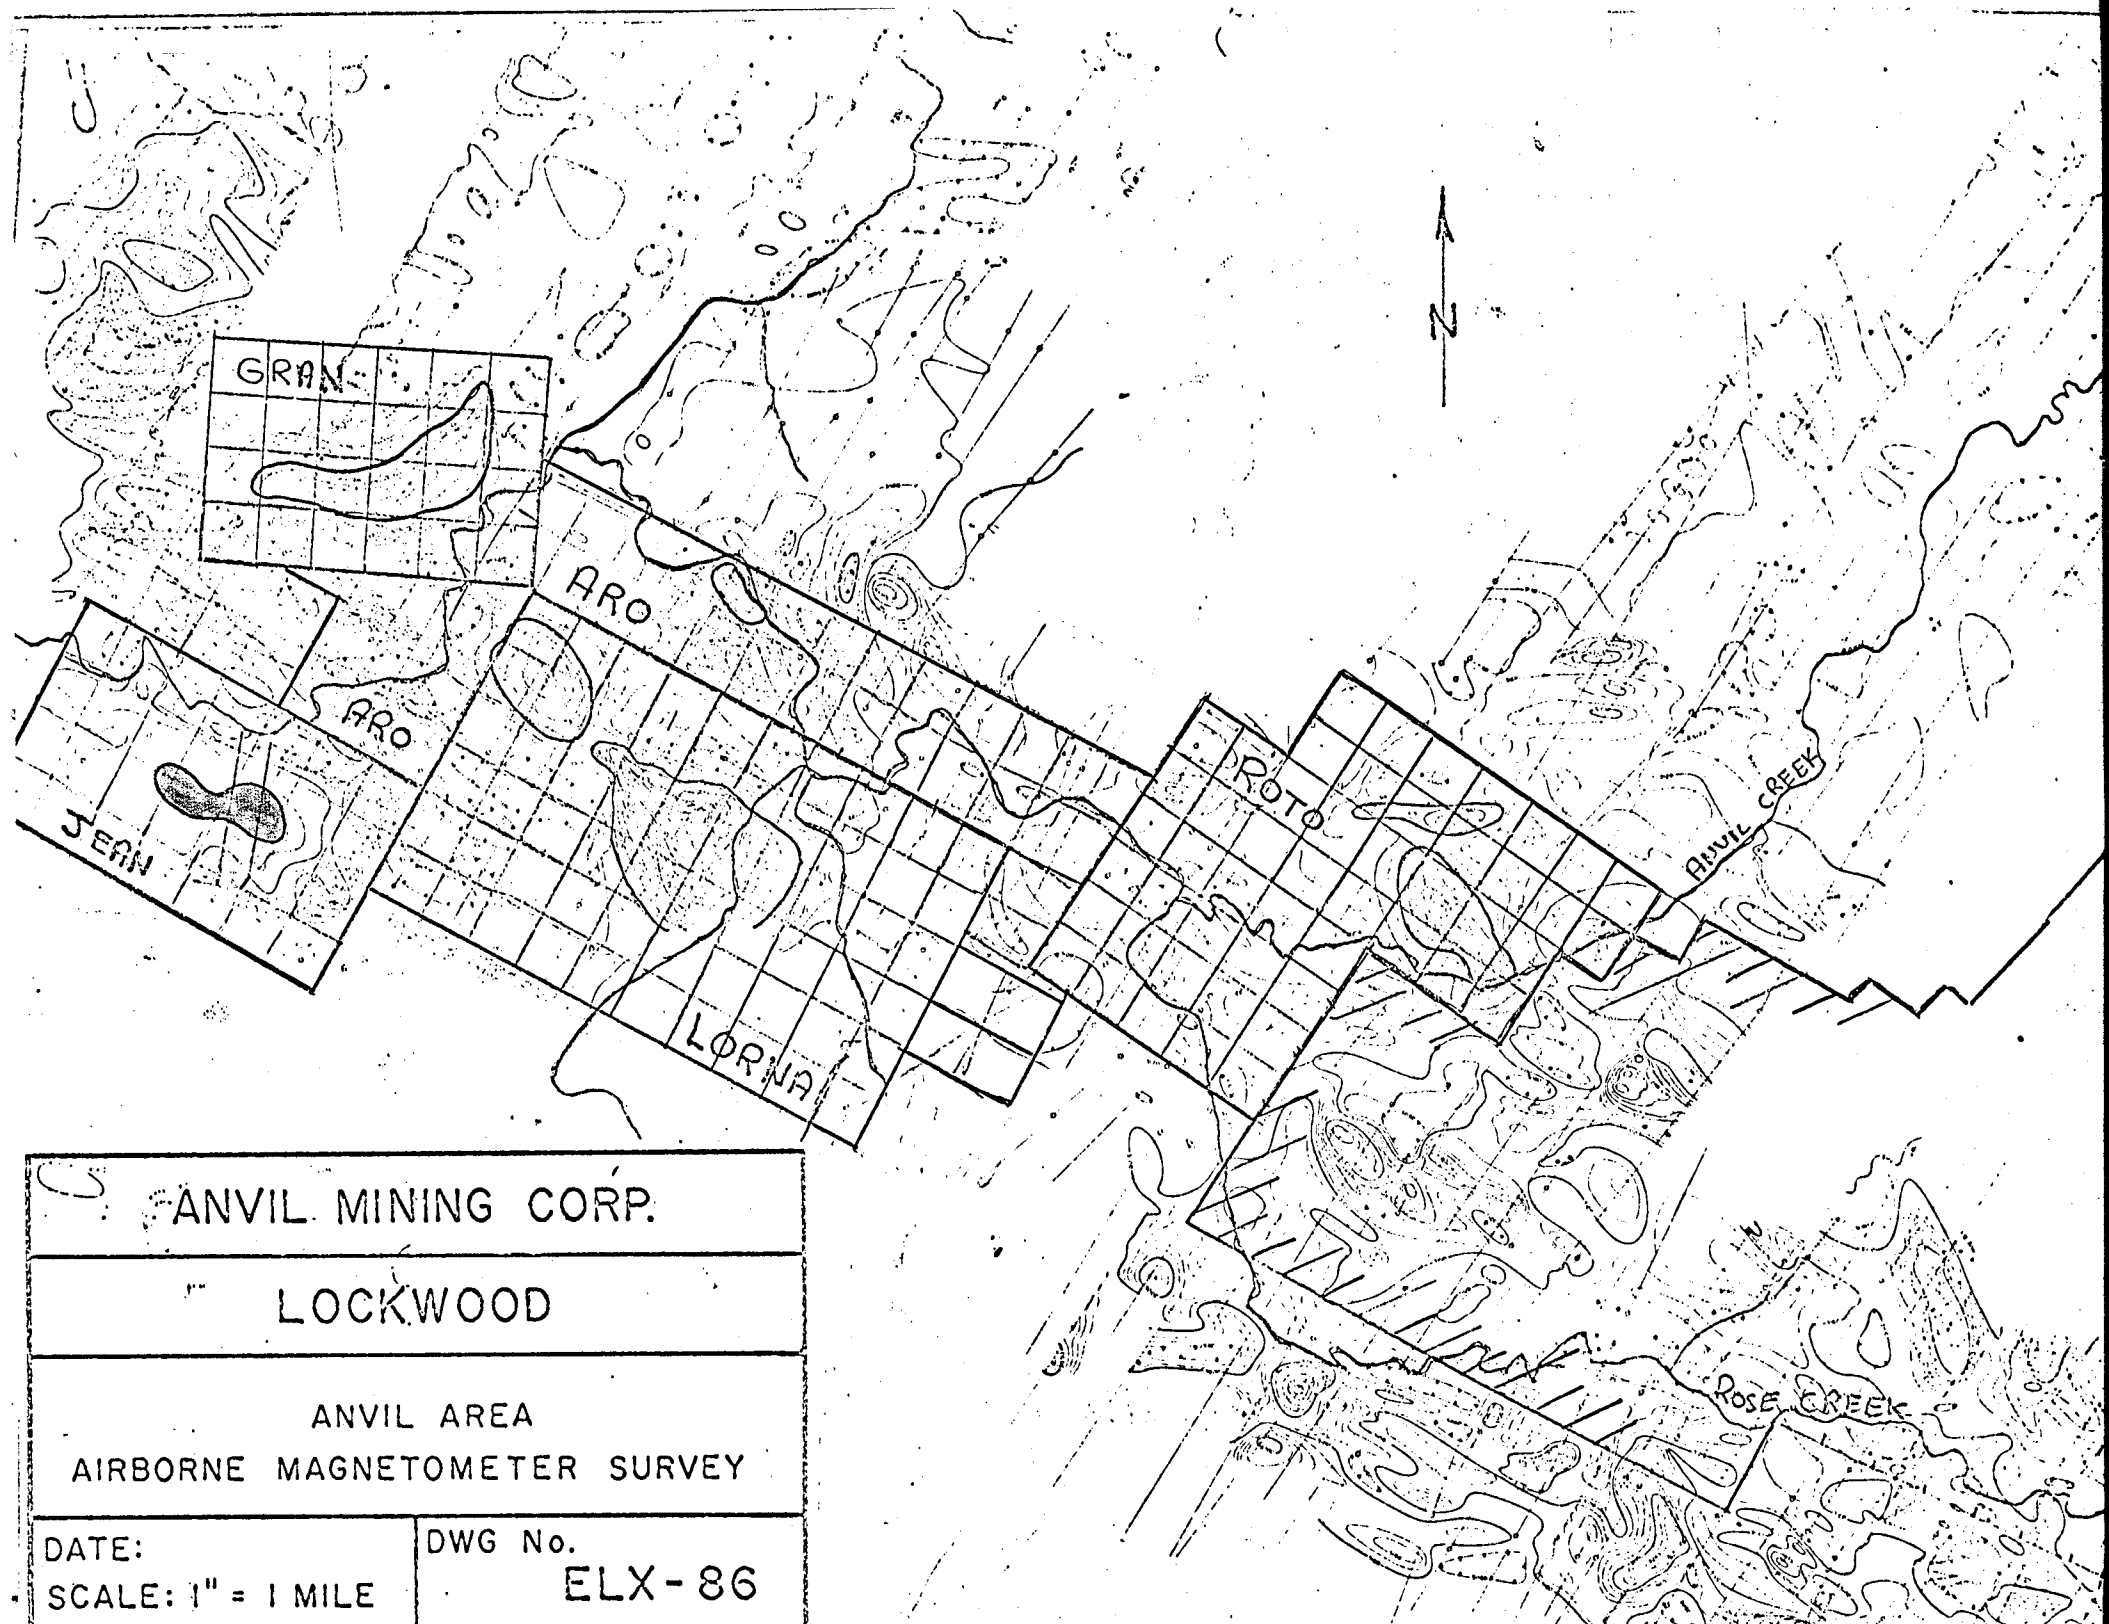 N
GRAN
ARO
ARO
JEAN
LORNA
ROTO
ANVIL CREEK
ROSE CREEK
ANVIL MINING CORP.
LOCKWOOD
ANVIL AREA
AIRBORNE MAGNETOMETER SURVEY
DATE:
SCALE: 1" = 1 MILE
DWG No.
ELX-86